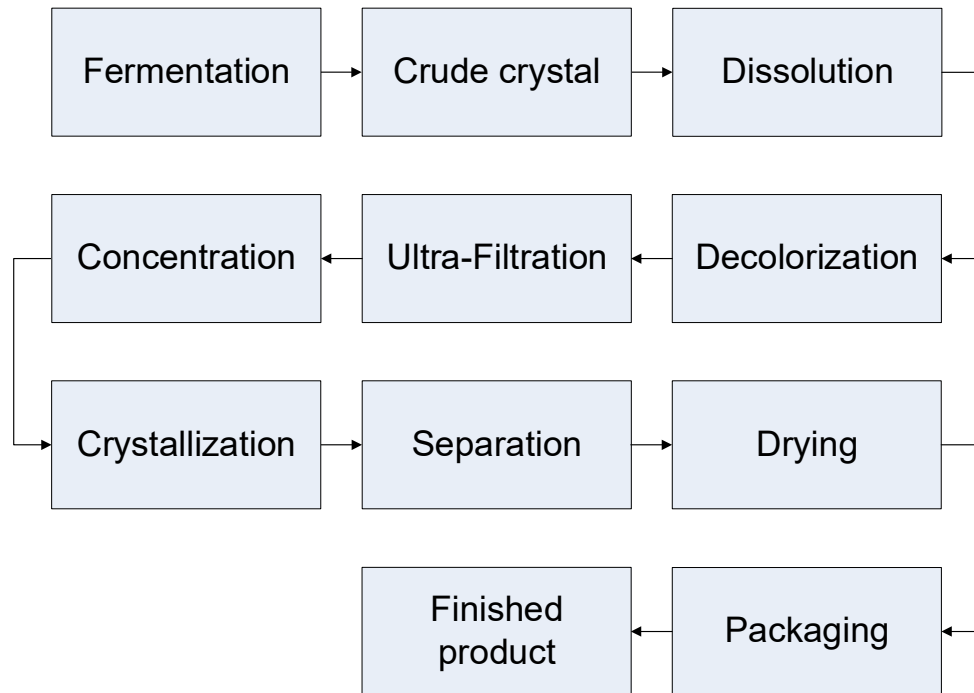 Fermentation
Crude crystal
Dissolution
Decolorization
Ultra-Filtration
Concentration
Crystallization
Separation
Drying
Packaging
Finished
product